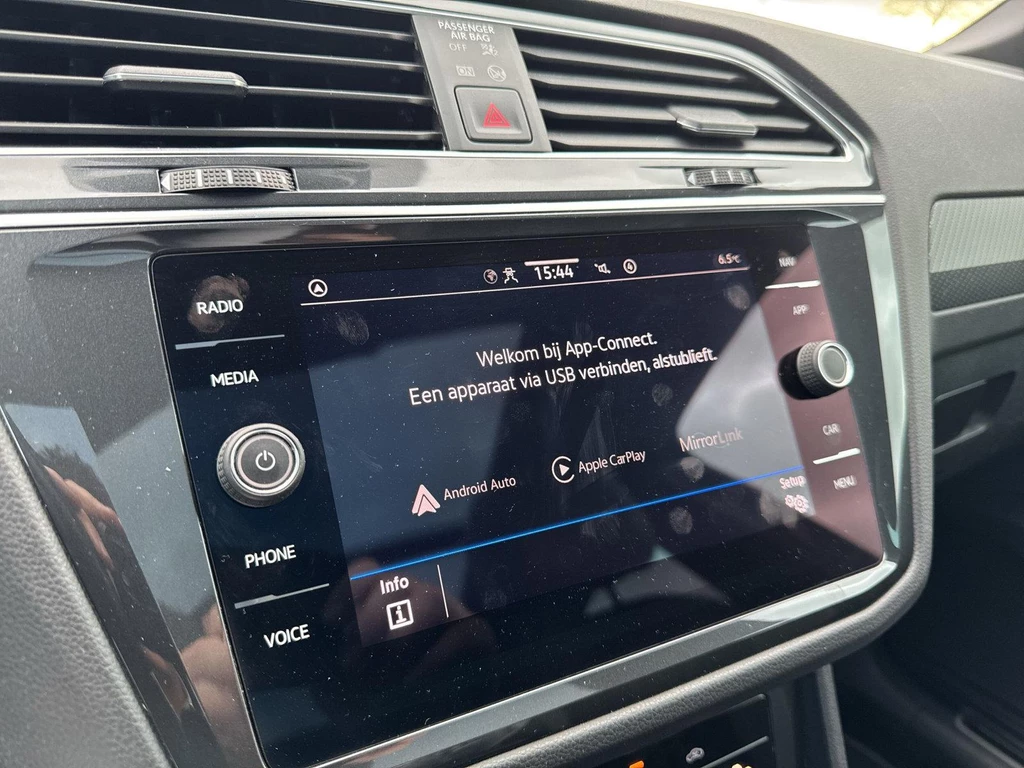 PASSENGER
AIR BAG
OFF
ON
RADIO
MEDIA
PHONE
VOICE
15:44
6.5°C
Welkom bij App-Connect.
Een apparaat via USB verbinden, alstublieft.
Android Auto
Apple CarPlay
MirrorLink
Setup
Info
NAV
APP
CAR
MENU